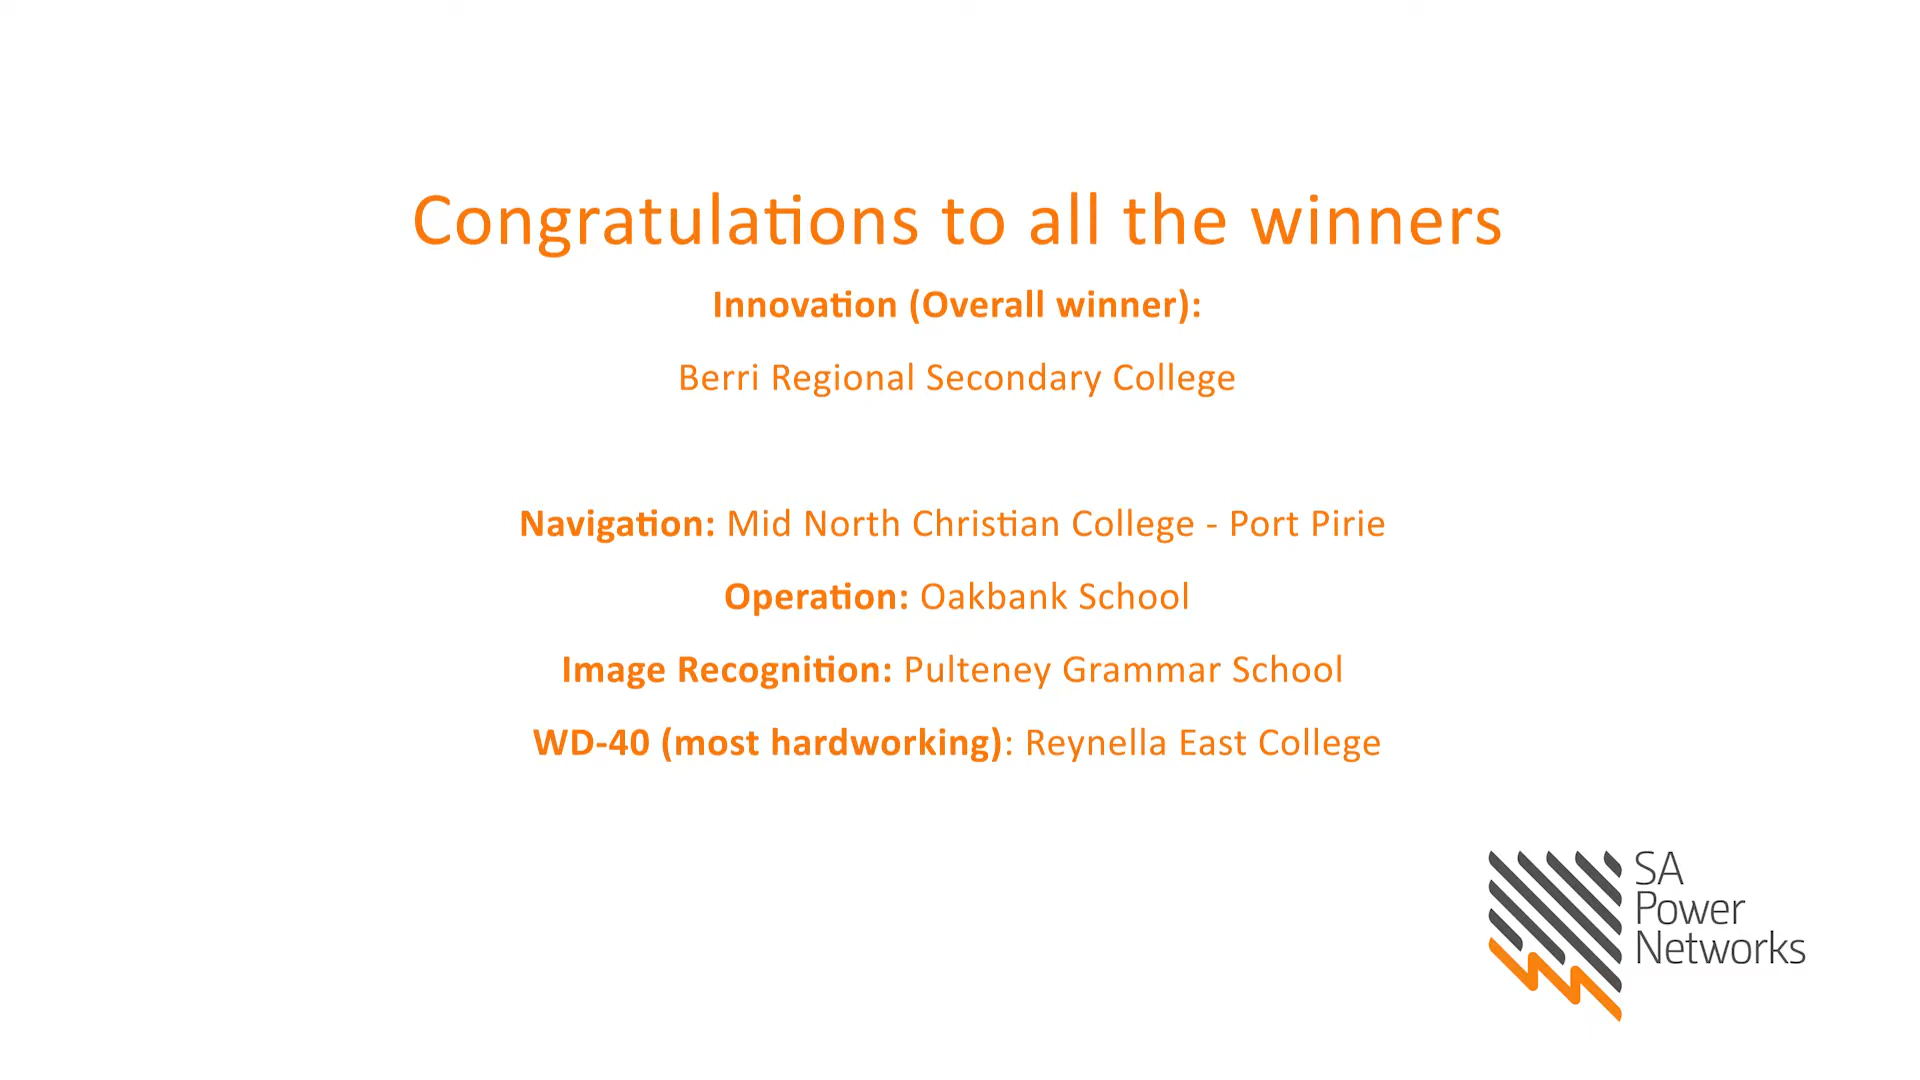 Congratulations to all the winners
Innovation (Overall winner):
Berri Regional Secondary College
Navigation: Mid North Christian College - Port Pirie
Operation: Oakbank School
Image Recognition: Pulteney Grammar School
WD-40 (most hardworking): Reynella East College
SA
Power
Networks